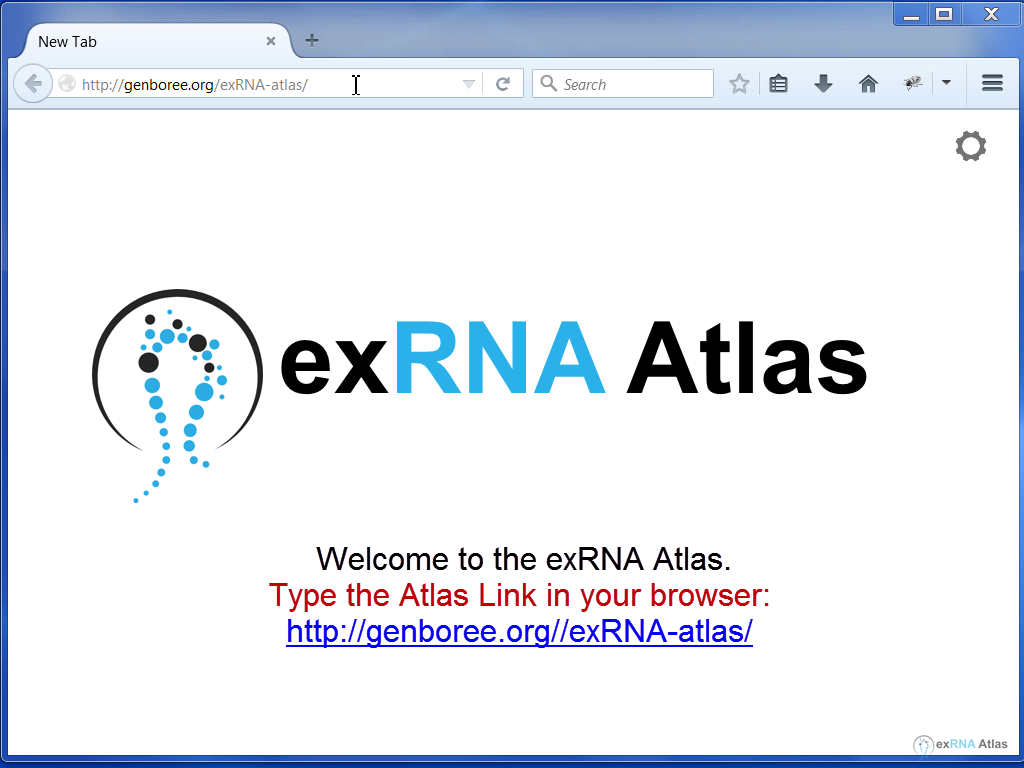 New Tab
http://genboree.org/exRNA-atlas/
Search
exRNA Atlas
Welcome to the exRNA Atlas.
Type the Atlas Link in your browser:
http://genboree.org//exRNA-atlas/
exRNA Atlas